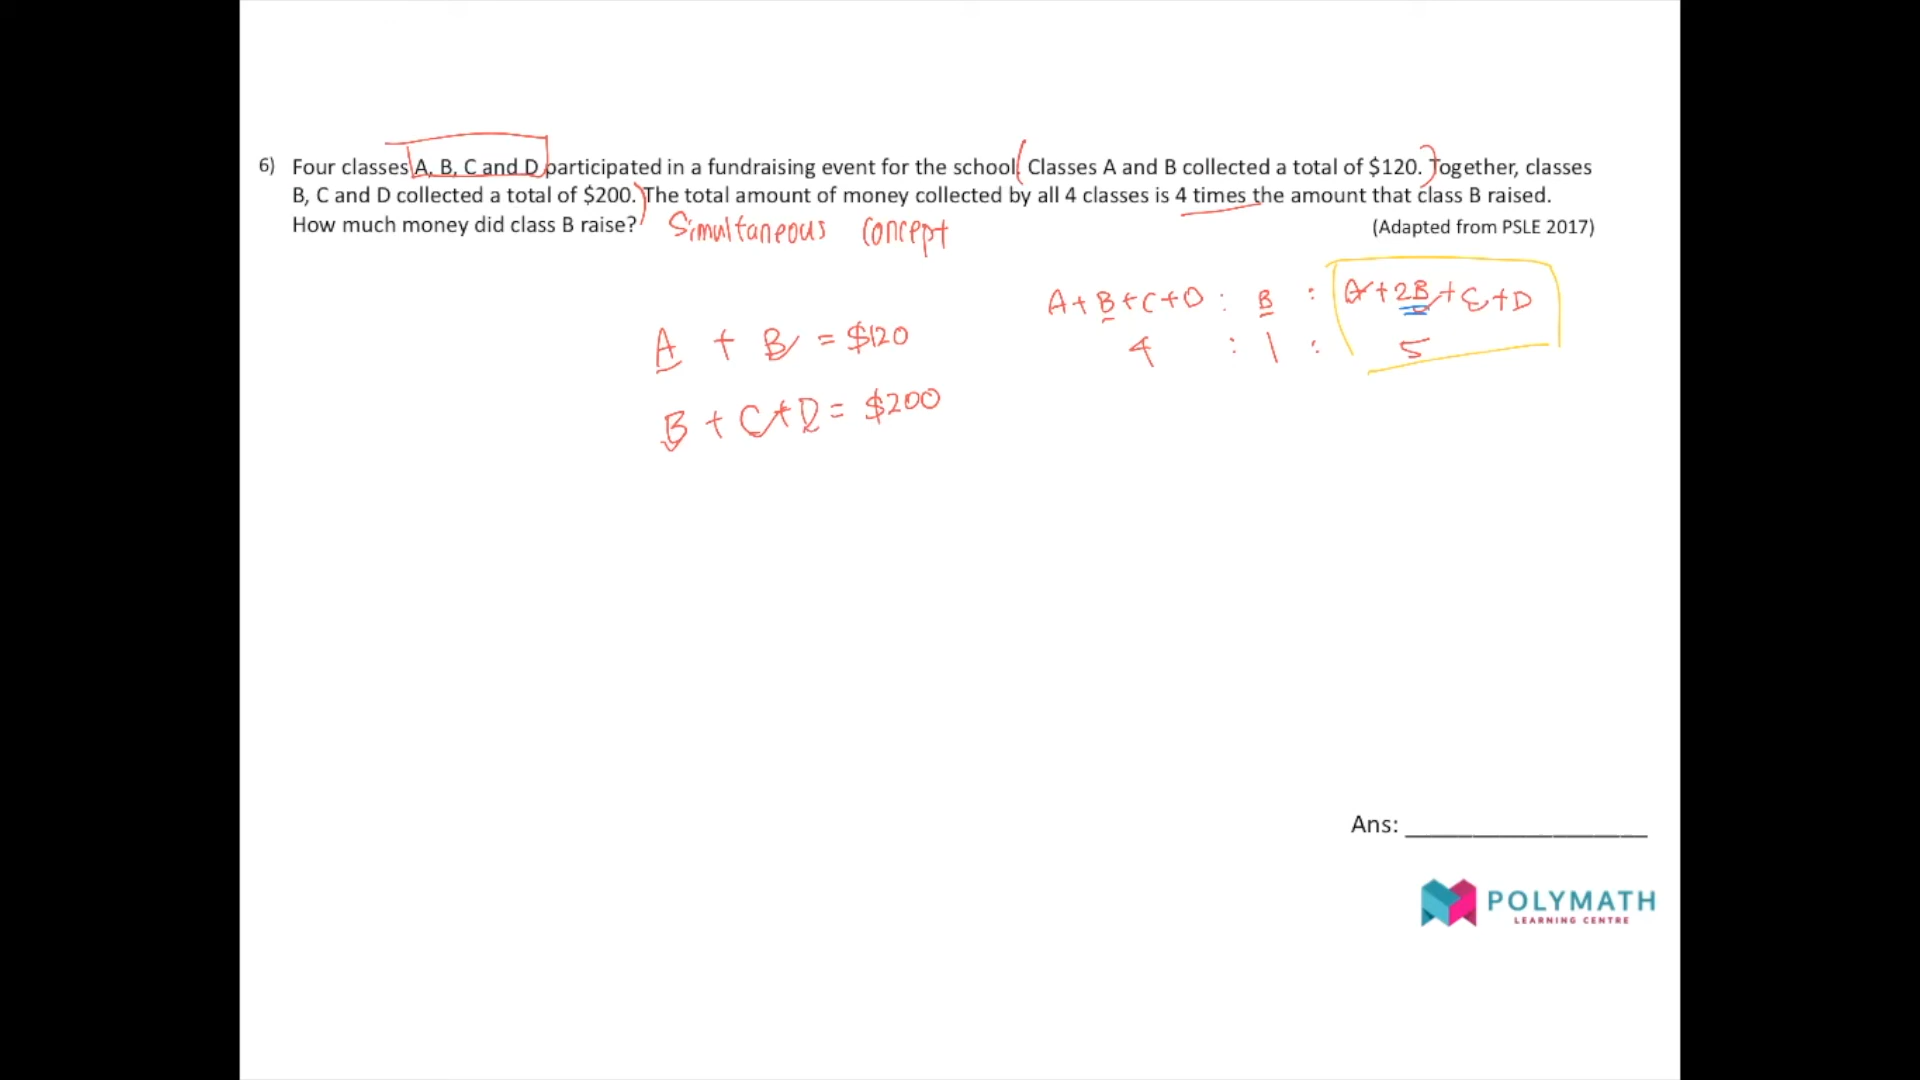 6) Four classes A, B, C and D participated in a fundraising event for the school. Classes A and B collected a total of $120. Together, classes
B, C and D collected a total of $200. The total amount of money collected by all 4 classes is 4 times the amount that class B raised.
How much money did class B raise?
Simultaneous concept
(Adapted from PSLE 2017)
A+B+C+D : B : A+2B+C+D
4 : 1 : 5
A + B = $120
B + C+D = $200
Ans: ____________________
POLYMATH
LEARNING CENTRE